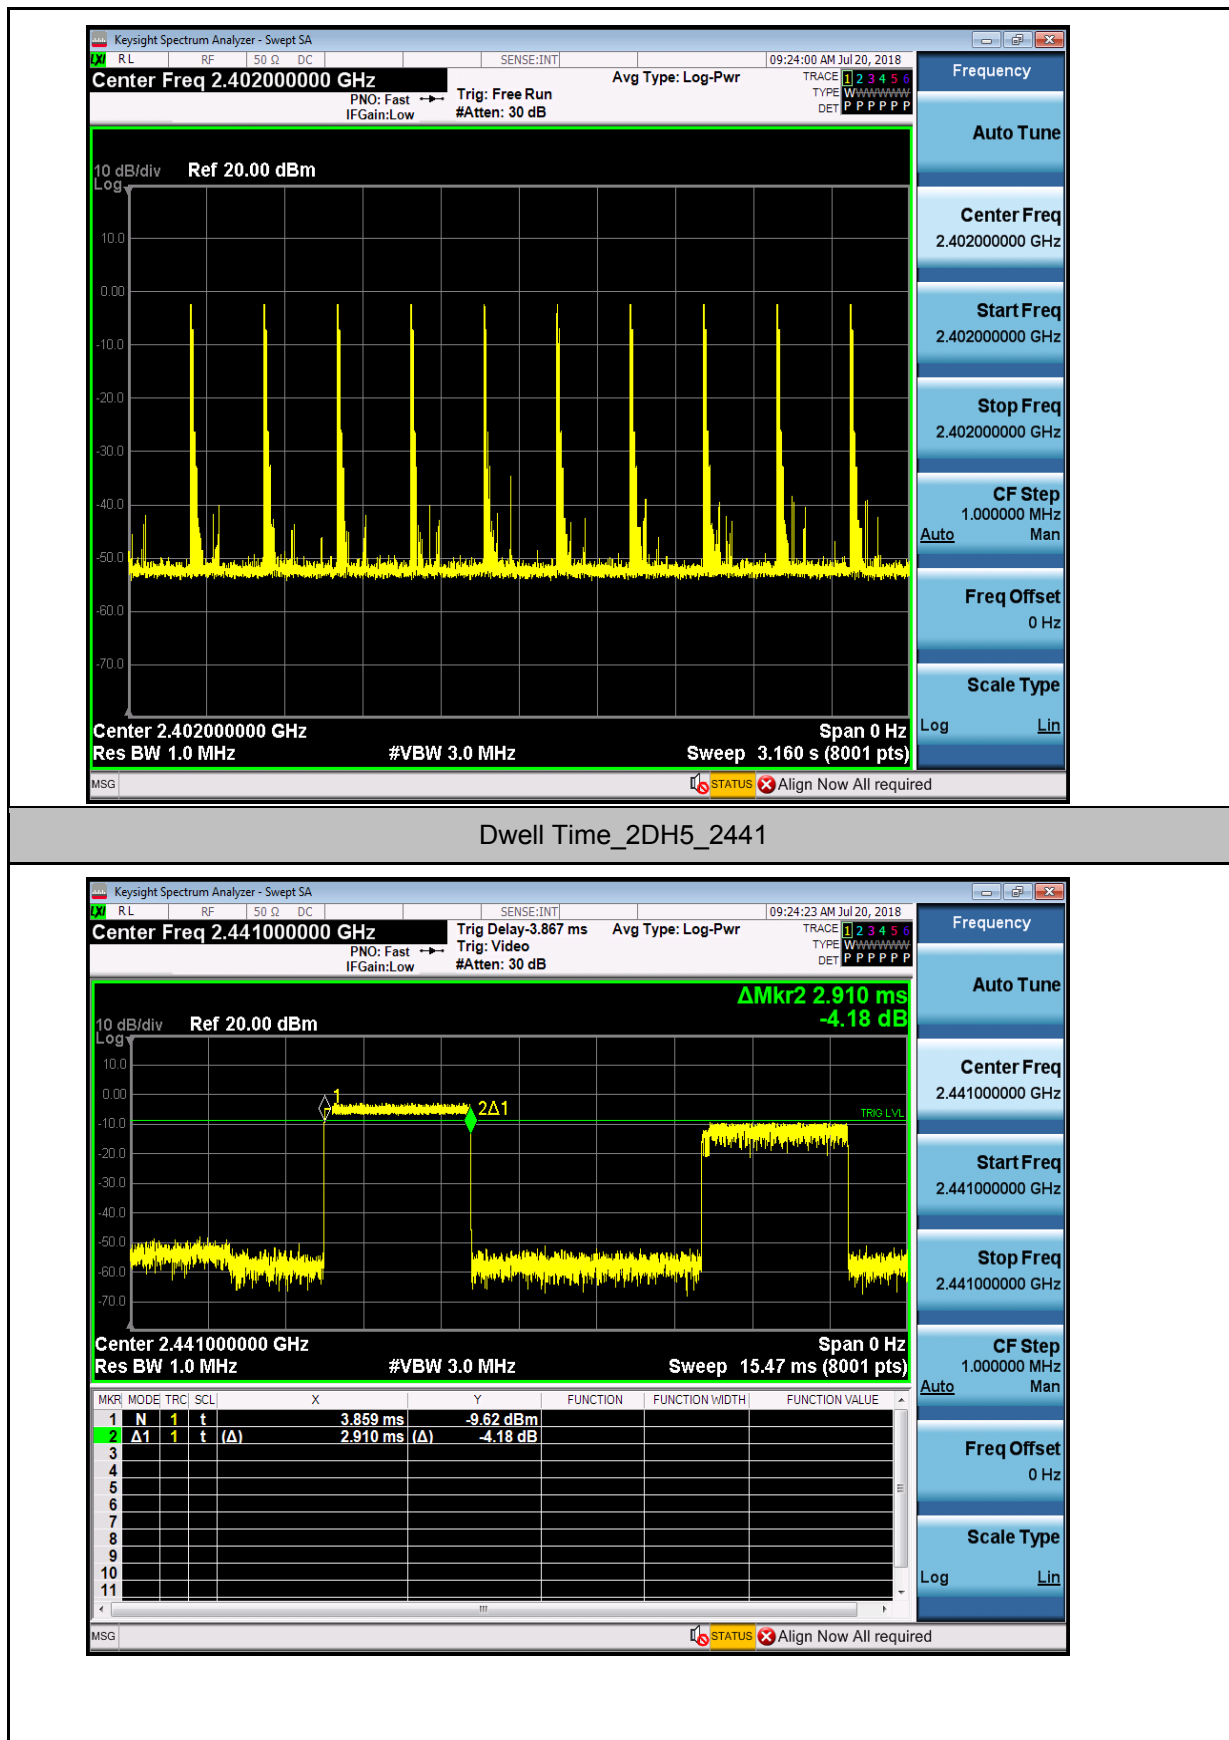 Keysight Spectrum Analyzer - Swept SA
LXI RL RF 50 Ω DC SENSE:INT 09:24:00 AM Jul 20, 2018
Center Freq 2.402000000 GHz
PNO: Fast
IFGain:Low
Trig: Free Run
#Atten: 30 dB
Avg Type: Log-Pwr
TRACE 1 2 3 4 5 6
TYPE WWWWWW
DET P P P P P P
10 dB/div
Log
Ref 20.00 dBm
10.0
0.00
-10.0
-20.0
-30.0
-40.0
-50.0
-60.0
-70.0
Center 2.402000000 GHz
Span 0 Hz
Res BW 1.0 MHz
#VBW 3.0 MHz
Sweep 3.160 s (8001 pts)
MSG
STATUS
Align Now All required
Frequency
Auto Tune
Center Freq
2.402000000 GHz
Start Freq
2.402000000 GHz
Stop Freq
2.402000000 GHz
CF Step
1.000000 MHz
Auto Man
Freq Offset
0 Hz
Scale Type
Log Lin
Dwell Time_2DH5_2441
Keysight Spectrum Analyzer - Swept SA
LXI RL RF 50 Ω DC SENSE:INT 09:24:23 AM Jul 20, 2018
Center Freq 2.441000000 GHz
PNO: Fast
IFGain:Low
Trig Delay-3.867 ms
Trig: Video
#Atten: 30 dB
Avg Type: Log-Pwr
TRACE 1 2 3 4 5 6
TYPE WWWWWW
DET P P P P P P
ΔMkr2 2.910 ms
-4.18 dB
10 dB/div
Log
Ref 20.00 dBm
10.0
0.00
-10.0
-20.0
-30.0
-40.0
-50.0
-60.0
-70.0
1
2Δ1
TRIG LVL
Center 2.441000000 GHz
Span 0 Hz
Res BW 1.0 MHz
#VBW 3.0 MHz
Sweep 15.47 ms (8001 pts)
MKR MODE TRC SCL X Y FUNCTION FUNCTION WIDTH FUNCTION VALUE
1 N 1 t 3.859 ms -9.62 dBm
2 Δ1 1 t (Δ) 2.910 ms (Δ) -4.18 dB
3
4
5
6
7
8
9
10
11
MSG
STATUS
Align Now All required
Frequency
Auto Tune
Center Freq
2.441000000 GHz
Start Freq
2.441000000 GHz
Stop Freq
2.441000000 GHz
CF Step
1.000000 MHz
Auto Man
Freq Offset
0 Hz
Scale Type
Log Lin